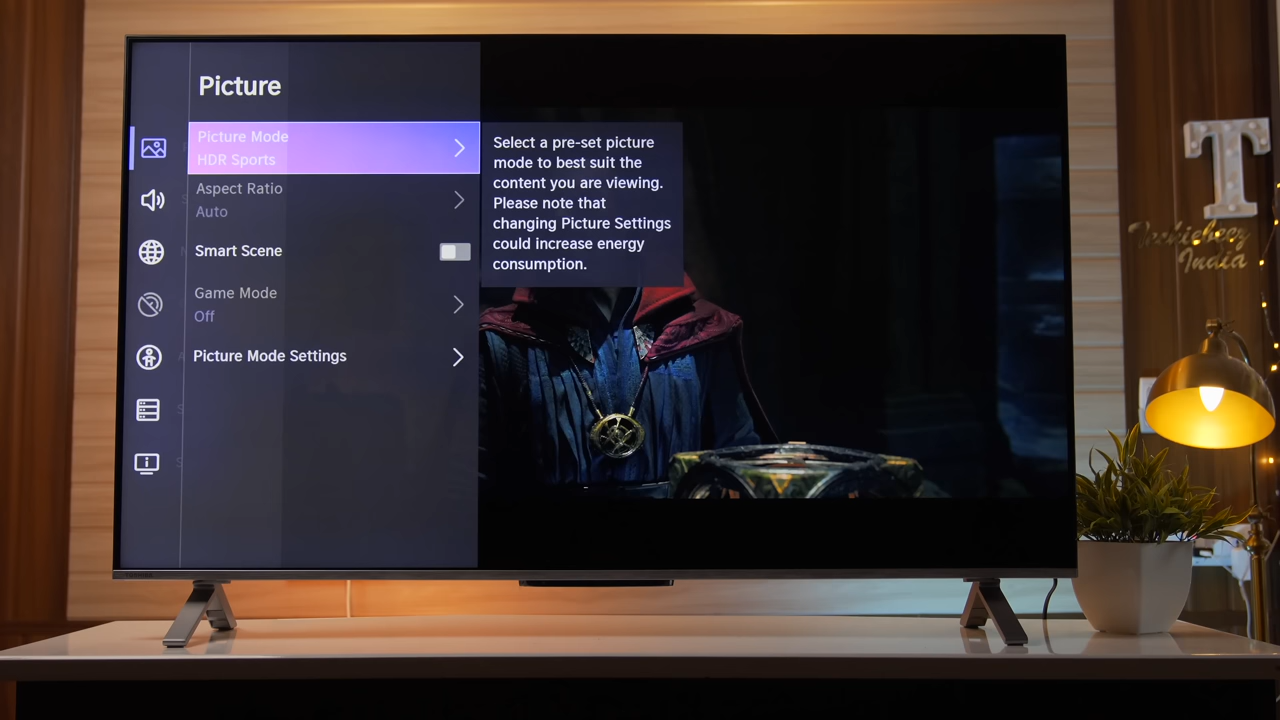 Picture
Picture Mode
HDR Sports
Aspect Ratio
Auto
Smart Scene
Game Mode
Off
Picture Mode Settings
Select a pre-set picture
mode to best suit the
content you are viewing.
Please note that
changing Picture Settings
could increase energy
consumption.
T
Techiebeez
India